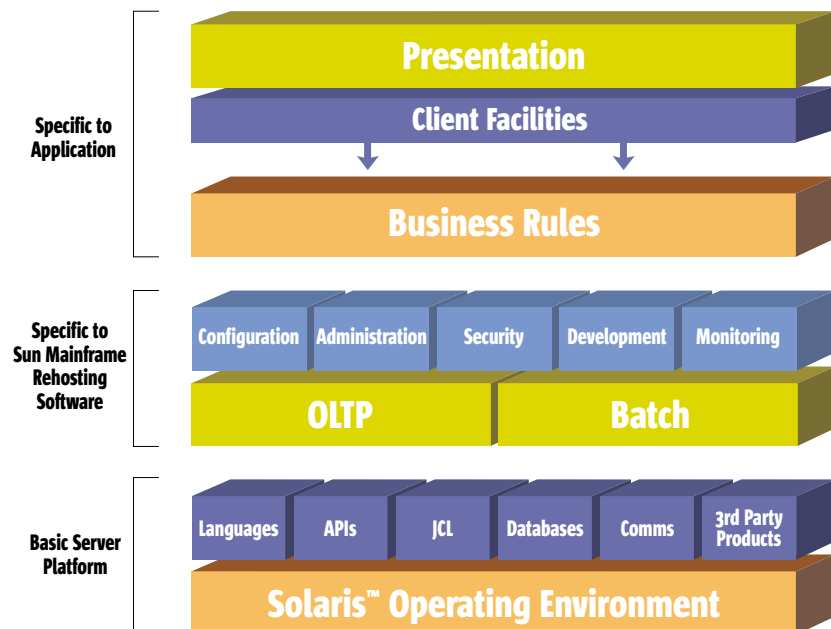 Presentation
Client Facilities
Specific to
Application
Business Rules
Specific to
Sun Mainframe
Rehosting
Software
Configuration
Administration
Security
Development
Monitoring
OLTP
Batch
Basic Server
Platform
Languages
APIs
JCL
Databases
Comms
3rd Party
Products
Solaris™ Operating Environment